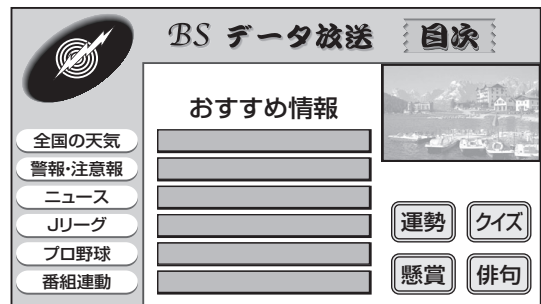 BS データ放送 目次
おすすめ情報
全国の天気
警報・注意報
ニュース
Jリーグ
プロ野球
番組連動
運勢 クイズ
懸賞 俳句